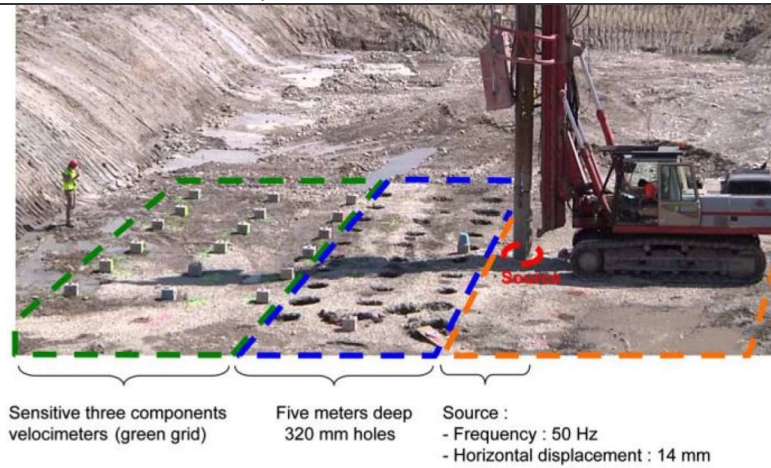 Source
Sensitive three components
velocimeters (green grid)
Five meters deep
320 mm holes
Source :
- Frequency : 50 Hz
- Horizontal displacement : 14 mm